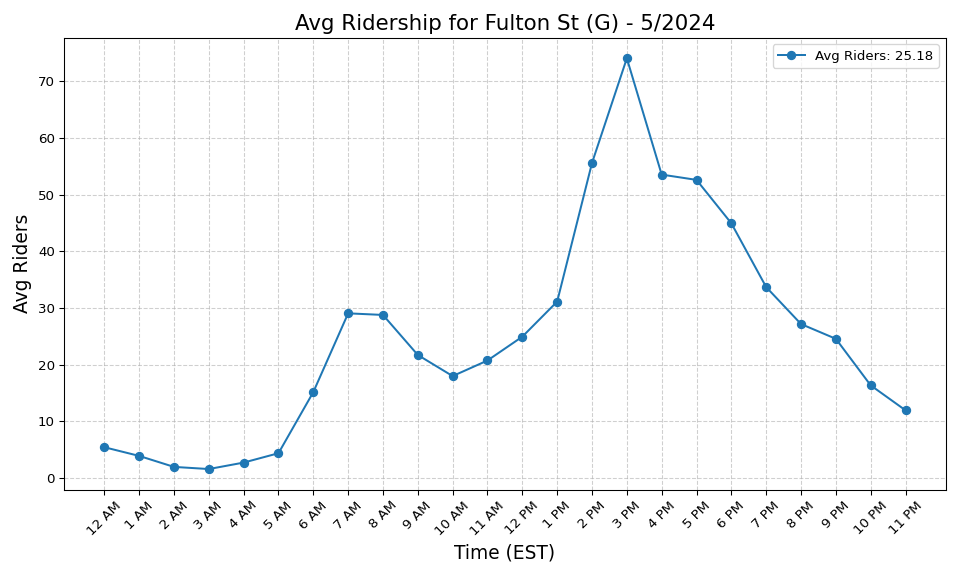 Avg Ridership for Fulton St (G) - 5/2024
Avg Riders: 25.18
Avg Riders
70
60
50
40
30
20
10
0
12 AM
1 AM
2 AM
3 AM
4 AM
5 AM
6 AM
7 AM
8 AM
9 AM
10 AM
11 AM
12 PM
1 PM
2 PM
3 PM
4 PM
5 PM
6 PM
7 PM
8 PM
9 PM
10 PM
11 PM
Time (EST)